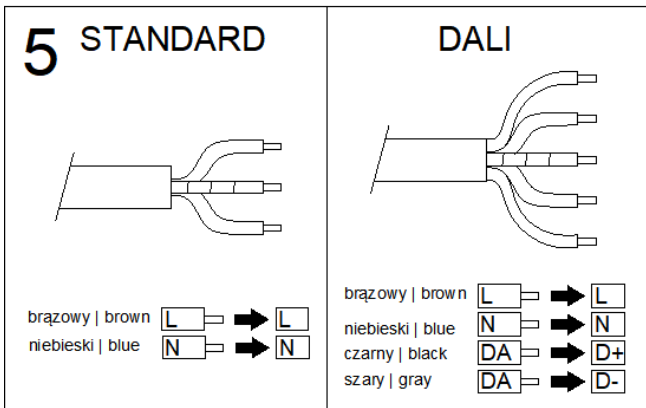 5 STANDARD
brązowy | brown L L
niebieski | blue N N
DALI
brązowy | brown L L
niebieski | blue N N
czarny | black DA D+
szary | gray DA D-